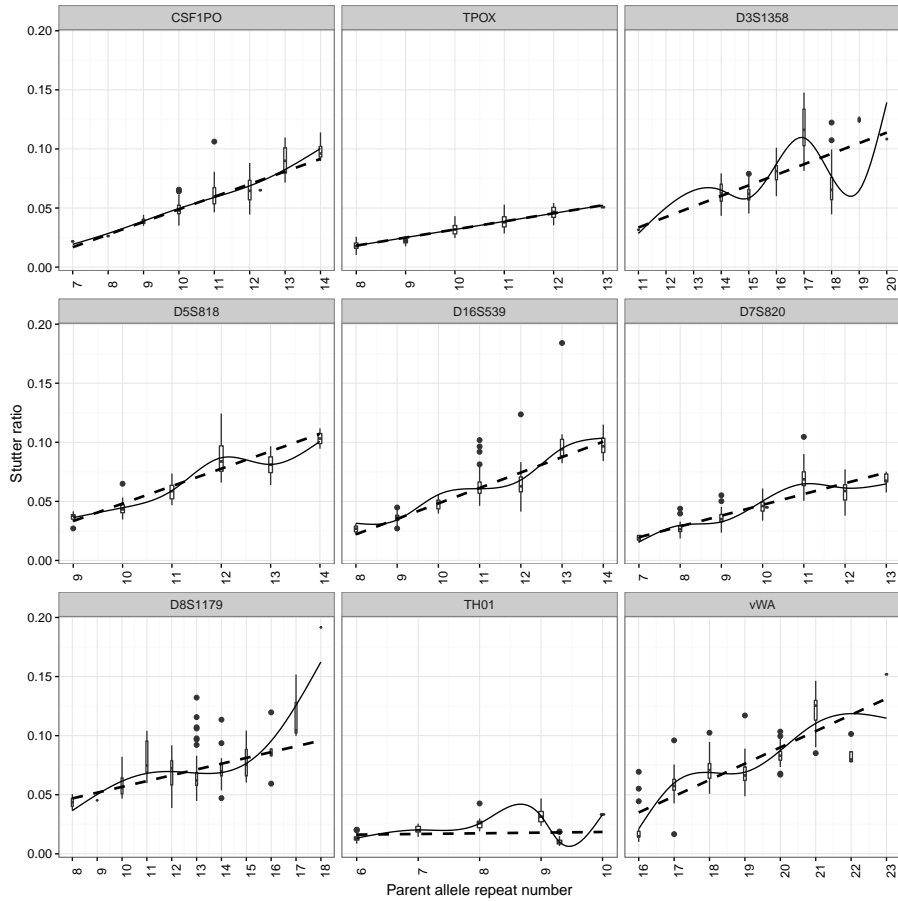 CSF1PO
TPOX
D3S1358
0.20
0.15
0.10
0.05
0.00
7 8 9 10 11 12 13 14
8 9 10 11 12 13
11 12 13 14 15 16 17 18 19 20
D5S818
D16S539
D7S820
Stutter ratio
0.20
0.15
0.10
0.05
0.00
9 10 11 12 13 14
8 9 10 11 12 13 14
7 8 9 10 11 12 13
D8S1179
TH01
vWA
0.20
0.15
0.10
0.05
0.00
8 9 10 11 12 13 14 15 16 17 18
6 7 8 9 10
16 17 18 19 20 21 22 23
Parent allele repeat number